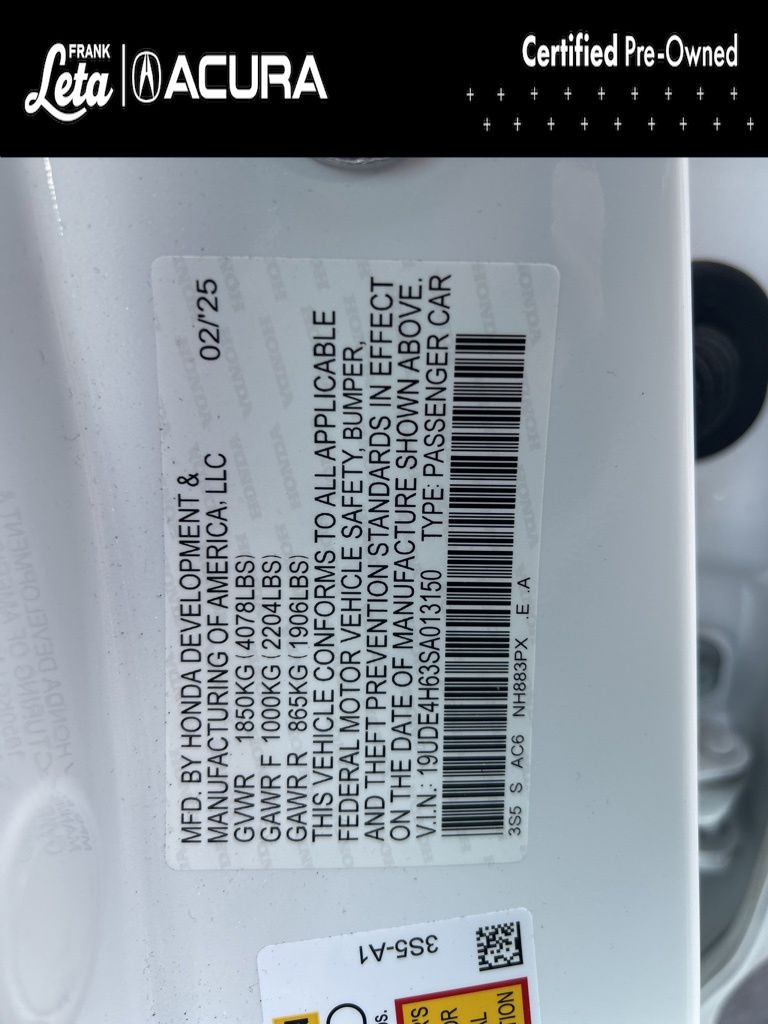 FRANK
Leta
ACURA
Certified Pre-Owned
MFD. BY HONDA DEVELOPMENT & 02/'25
MANUFACTURING OF AMERICA, LLC
GVWR 1850KG (4078LBS)
GAWR F 1000KG (2204LBS)
GAWR R 865KG (1906LBS)
THIS VEHICLE CONFORMS TO ALL APPLICABLE
FEDERAL MOTOR VEHICLE SAFETY, BUMPER,
AND THEFT PREVENTION STANDARDS IN EFFECT
ON THE DATE OF MANUFACTURE SHOWN ABOVE.
V.I.N.: 19UDE4H63SA013150 TYPE: PASSENGER CAR
3S5 S AC6 NH883PX .E .A
3S5-A1